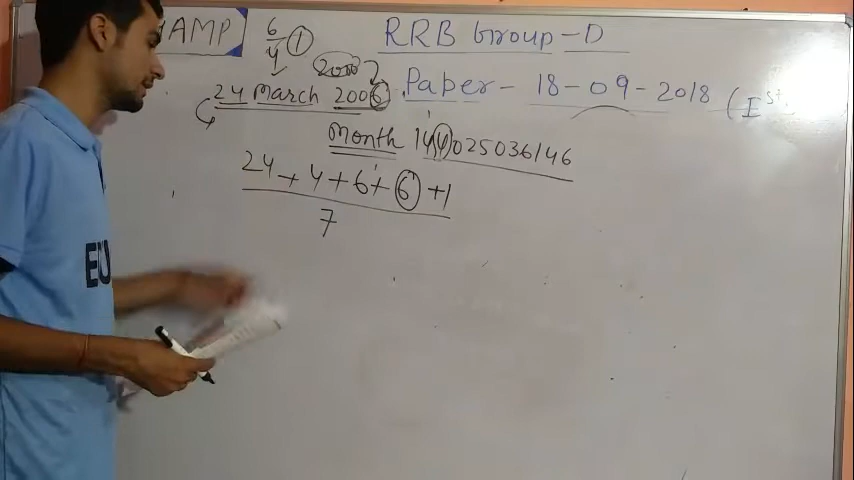 AMP
6/4 1
RRB Group-D
2000
24 March 2006
Paper - 18-09-2018 (Ist
Month 144025036146
24 + 4 + 6 + 6 + 1
7